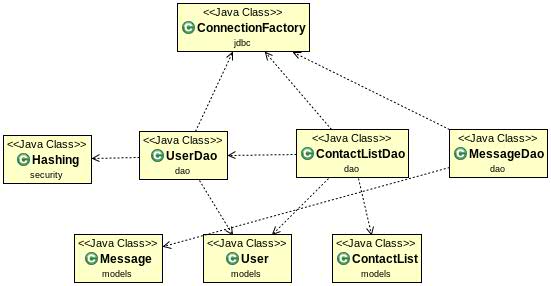 <<Java Class>>
ConnectionFactory
jdbc
<<Java Class>>
Hashing
security
<<Java Class>>
UserDao
dao
<<Java Class>>
ContactListDao
dao
<<Java Class>>
MessageDao
dao
<<Java Class>>
Message
models
<<Java Class>>
User
models
<<Java Class>>
ContactList
models